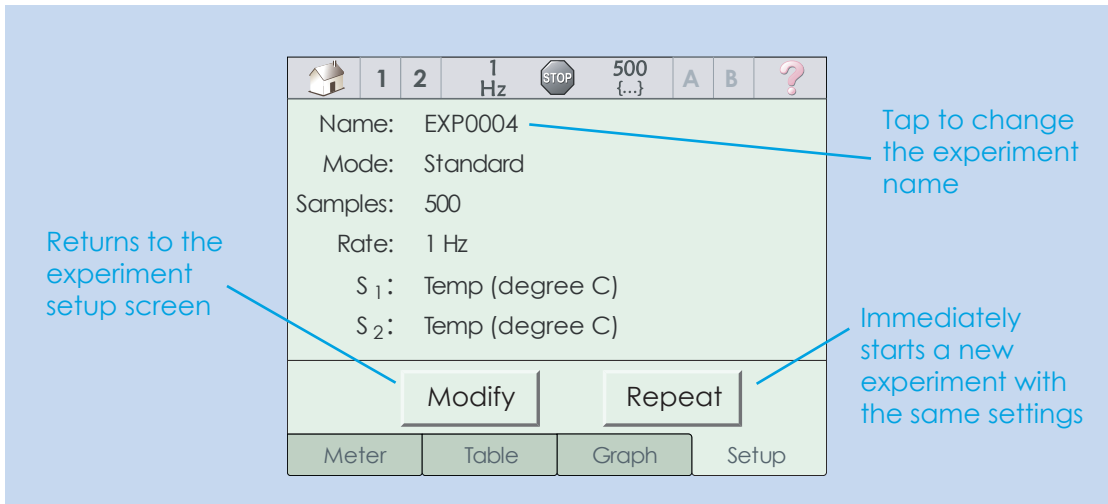 1 2 1 Hz STOP 500 {...} A B ?
Name: EXP0004
Mode: Standard
Samples: 500
Rate: 1 Hz
S 1: Temp (degree C)
S 2: Temp (degree C)
Modify Repeat
Meter Table Graph Setup
Tap to change
the experiment
name
Returns to the
experiment
setup screen
Immediately
starts a new
experiment with
the same settings